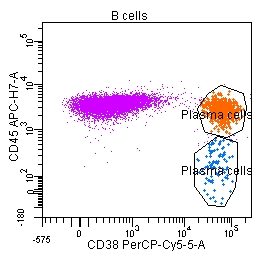 B cells
CD45 APC-H7-A
10^5
10^4
10^3
10^2
0
-180
Plasma cells
Plasma cells
-575
0
10^3
10^4
10^5
CD38 PerCP-Cy5-5-A